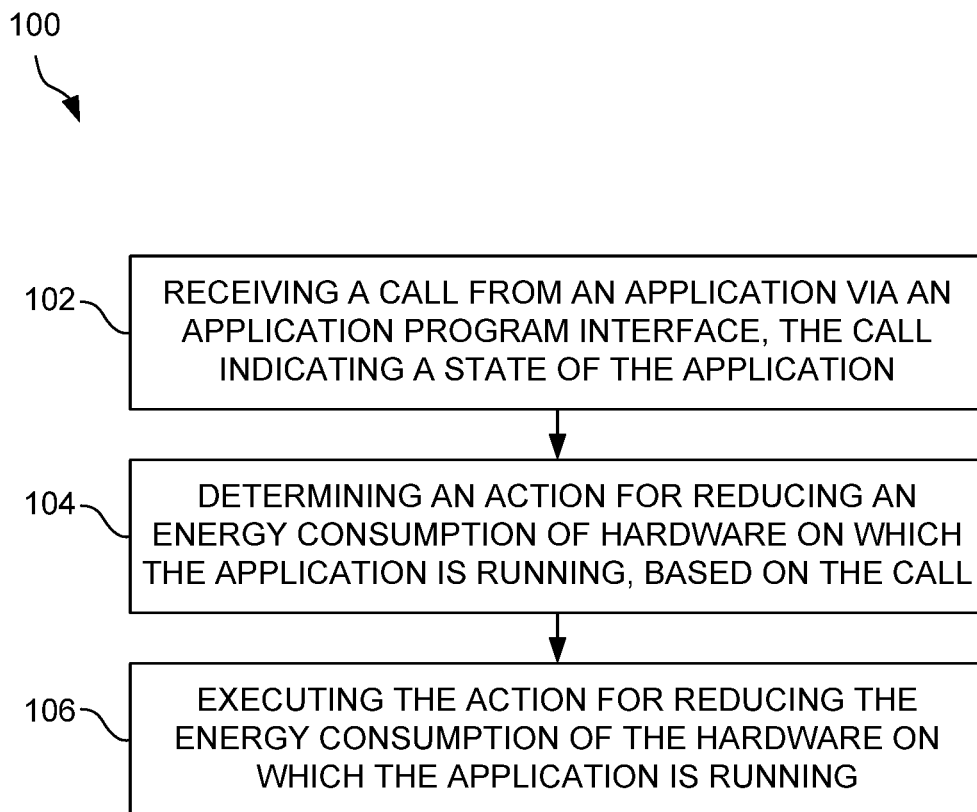 100
102
RECEIVING A CALL FROM AN APPLICATION VIA AN
APPLICATION PROGRAM INTERFACE, THE CALL
INDICATING A STATE OF THE APPLICATION
104
DETERMINING AN ACTION FOR REDUCING AN
ENERGY CONSUMPTION OF HARDWARE ON WHICH
THE APPLICATION IS RUNNING, BASED ON THE CALL
106
EXECUTING THE ACTION FOR REDUCING THE
ENERGY CONSUMPTION OF THE HARDWARE ON
WHICH THE APPLICATION IS RUNNING